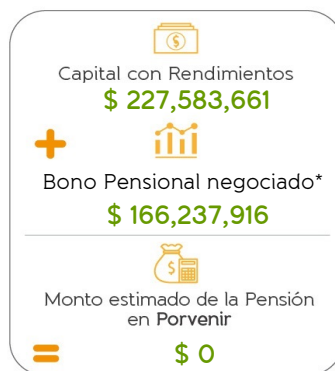 Capital con Rendimientos
$ 227,583,661
+
Bono Pensional negociado*
$ 166,237,916
Monto estimado de la Pensión
en Porvenir
= $ 0